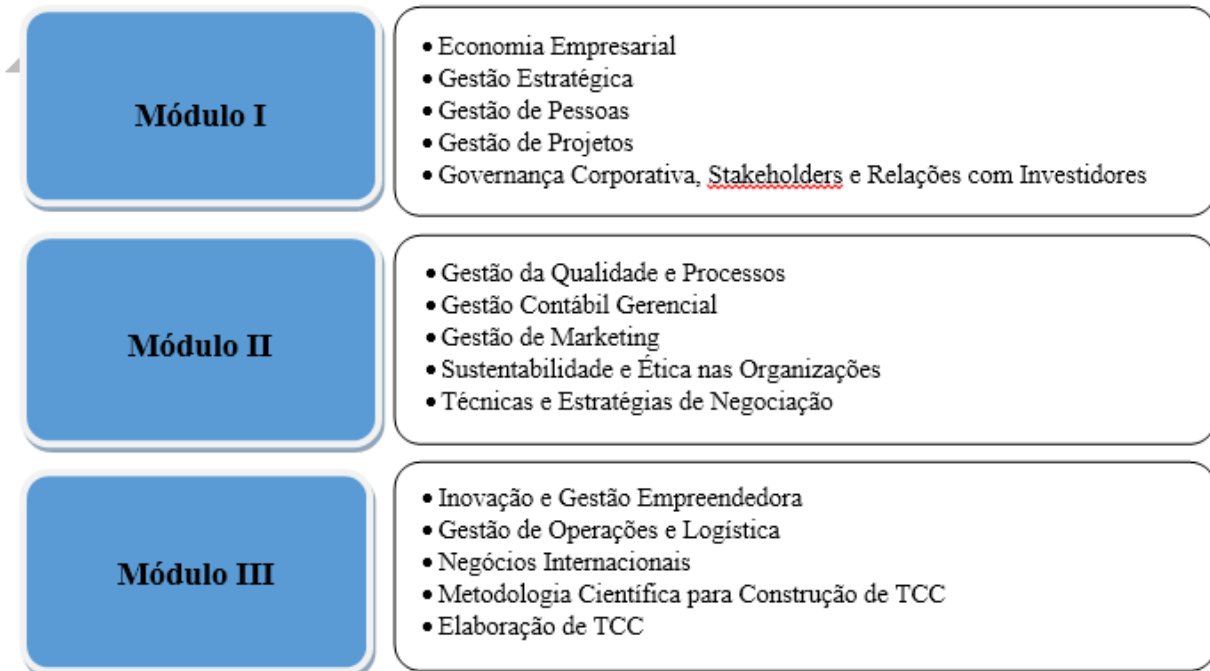 Módulo I
• Economia Empresarial
• Gestão Estratégica
• Gestão de Pessoas
• Gestão de Projetos
• Governança Corporativa, Stakeholders e Relações com Investidores
Módulo II
• Gestão da Qualidade e Processos
• Gestão Contábil Gerencial
• Gestão de Marketing
• Sustentabilidade e Ética nas Organizações
• Técnicas e Estratégias de Negociação
Módulo III
• Inovação e Gestão Empreendedora
• Gestão de Operações e Logística
• Negócios Internacionais
• Metodologia Científica para Construção de TCC
• Elaboração de TCC